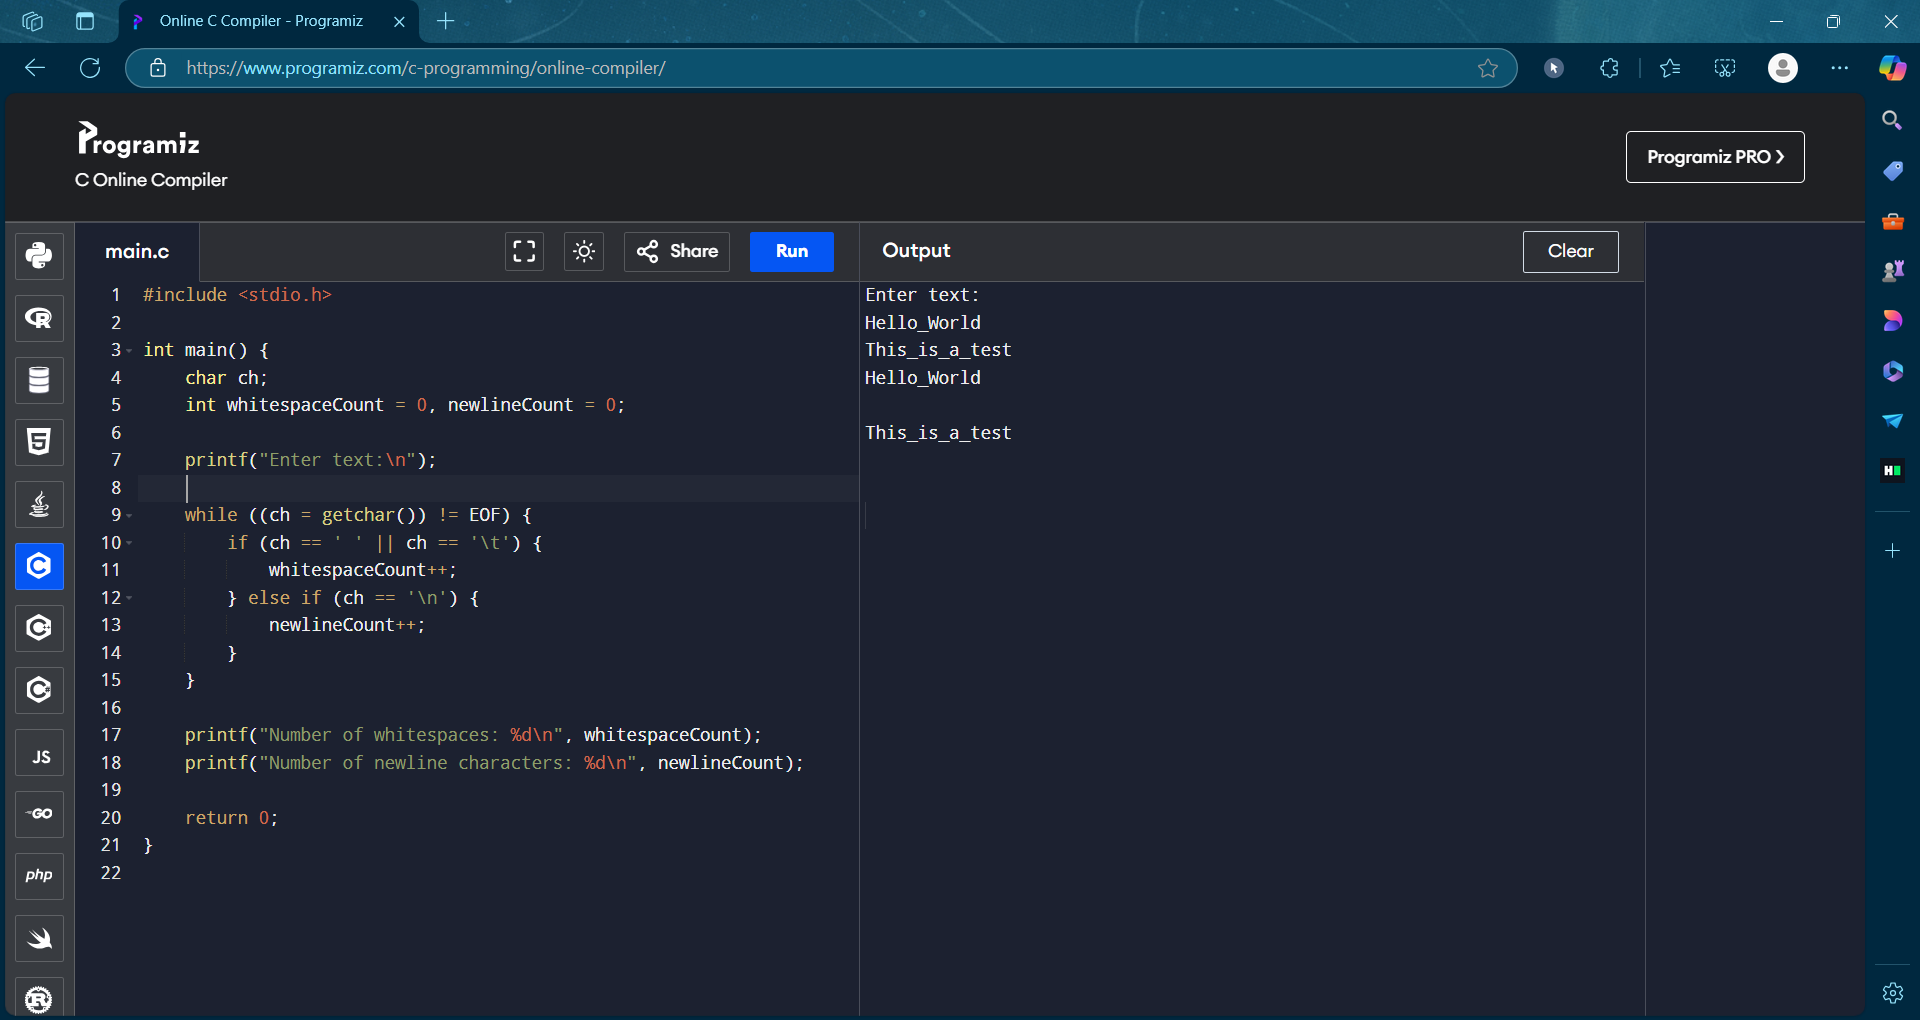 Online C Compiler - Programiz
https://www.programiz.com/c-programming/online-compiler/
Programiz
C Online Compiler
Programiz PRO ❯
main.c
Share
Run
Output
Clear
1 #include <stdio.h>
2
3 int main() {
4     char ch;
5     int whitespaceCount = 0, newlineCount = 0;
6
7     printf("Enter text:\n");
8
9     while ((ch = getchar()) != EOF) {
10         if (ch == ' ' || ch == '\t') {
11             whitespaceCount++;
12         } else if (ch == '\n') {
13             newlineCount++;
14         }
15     }
16
17     printf("Number of whitespaces: %d\n", whitespaceCount);
18     printf("Number of newline characters: %d\n", newlineCount);
19
20     return 0;
21 }
22
Enter text:
Hello_World
This_is_a_test
Hello_World
This_is_a_test
R
5
C
C++
C#
JS
GO
php
R
H